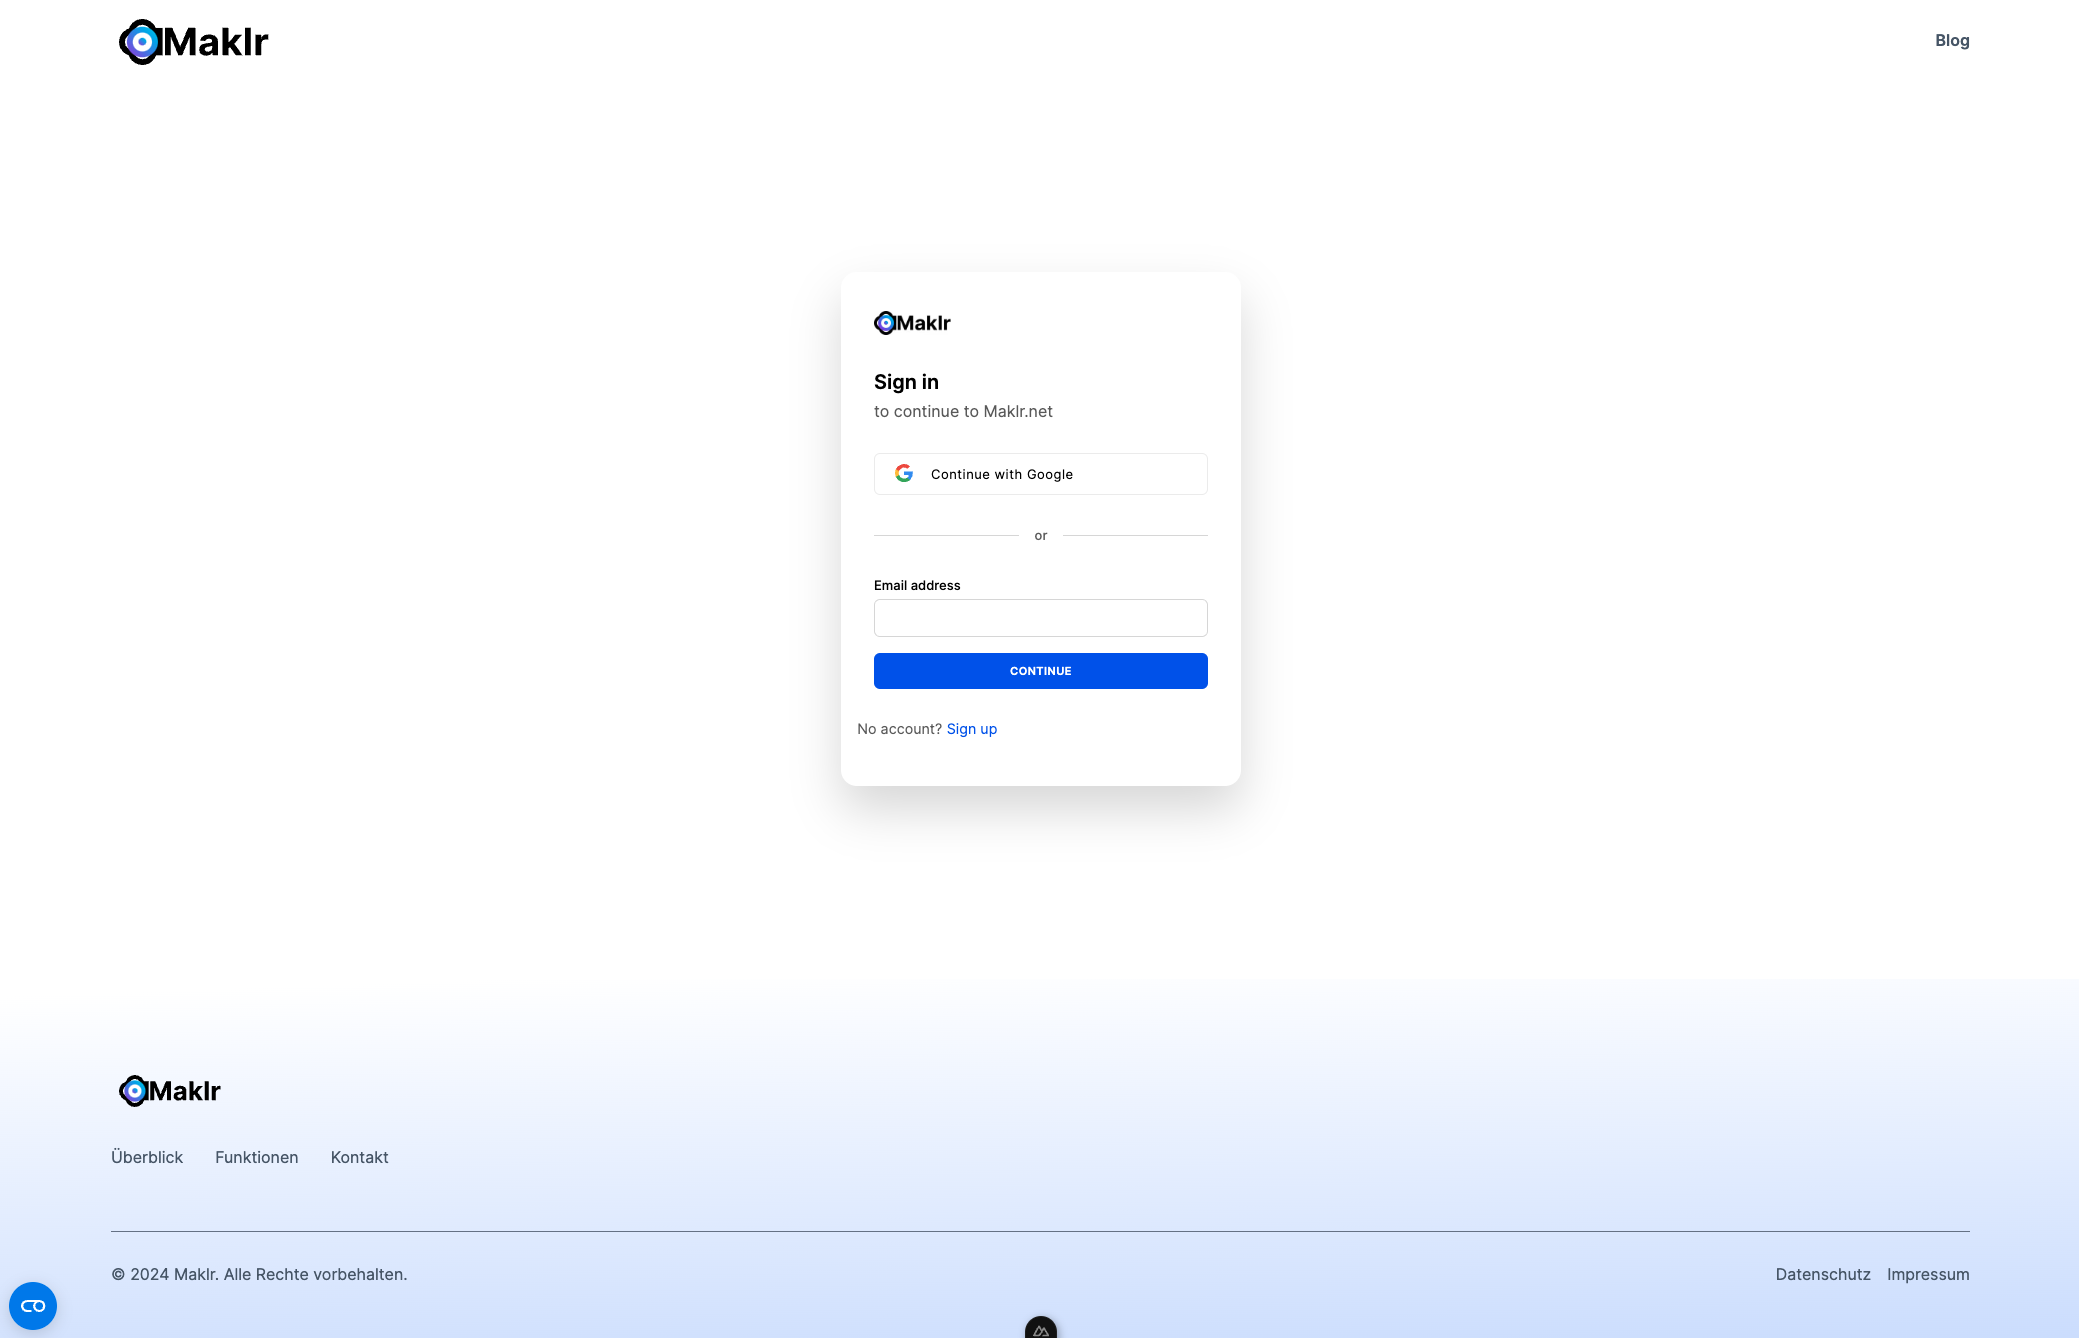 Maklr
Blog
Maklr
Sign in
to continue to Maklr.net
Continue with Google
or
Email address
CONTINUE
No account? Sign up
Maklr
Überblick Funktionen Kontakt
© 2024 Maklr. Alle Rechte vorbehalten.
Datenschutz Impressum